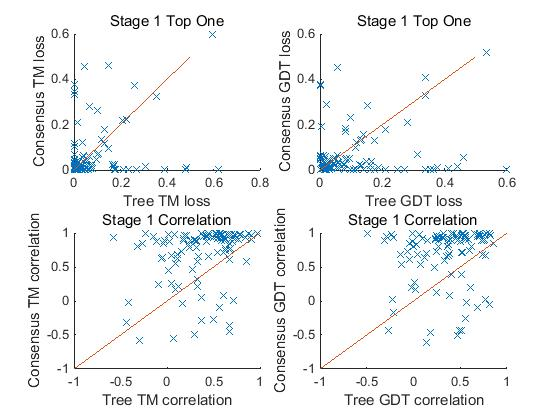 Stage 1 Top One
Consensus TM loss
0.6
0.4
0.2
0
0 0.2 0.4 0.6 0.8
Tree TM loss
Stage 1 Top One
Consensus GDT loss
0.6
0.4
0.2
0
0 0.2 0.4 0.6
Tree GDT loss
Stage 1 Correlation
Consensus TM correlation
1
0.5
0
-0.5
-1
-1 -0.5 0 0.5 1
Tree TM correlation
Stage 1 Correlation
Consensus GDT correlation
1
0.5
0
-0.5
-1
-1 -0.5 0 0.5 1
Tree GDT correlation